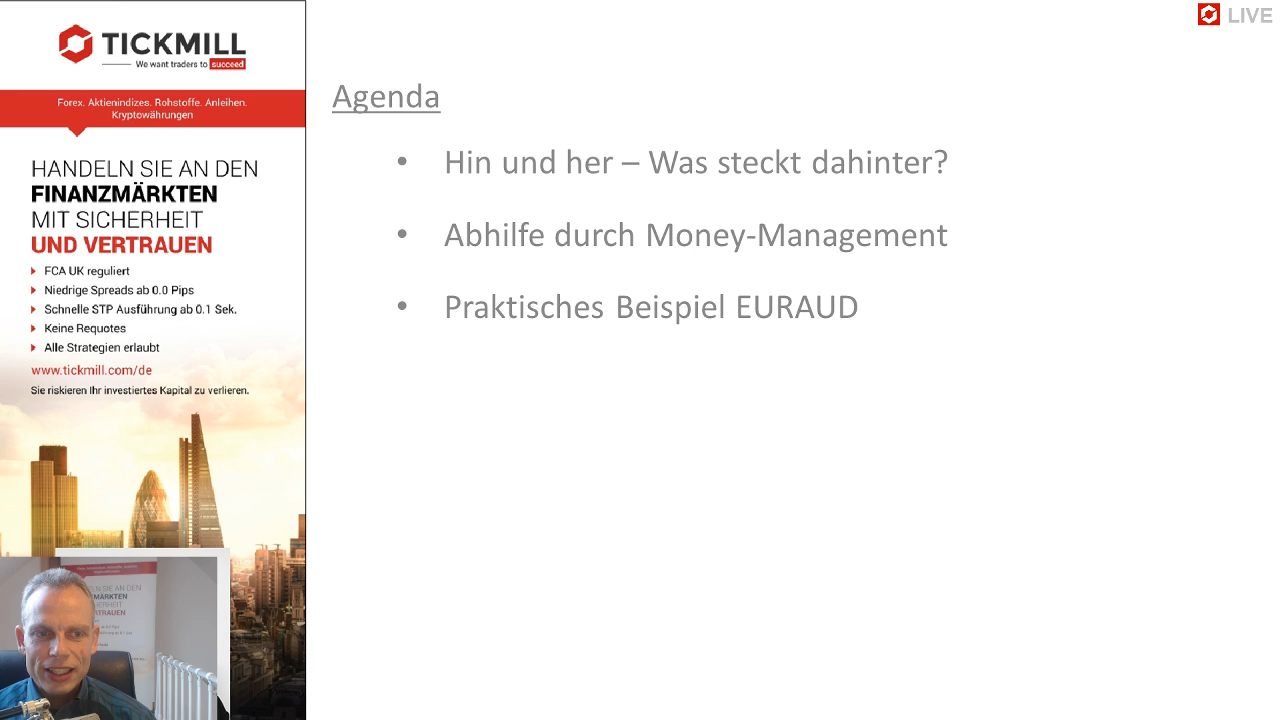 TICKMILL
We want traders to succeed
Forex. Aktienindizes. Rohstoffe. Anleihen.
Kryptowährungen
HANDELN SIE AN DEN
FINANZMÄRKTEN
MIT SICHERHEIT
UND VERTRAUEN
FCA UK reguliert
Niedrige Spreads ab 0.0 Pips
Schnelle STP Ausführung ab 0.1 Sek.
Keine Requotes
Alle Strategien erlaubt
www.tickmill.com/de
Sie riskieren Ihr investiertes Kapital zu verlieren.
LIVE
Agenda
• Hin und her – Was steckt dahinter?
• Abhilfe durch Money-Management
• Praktisches Beispiel EURAUD